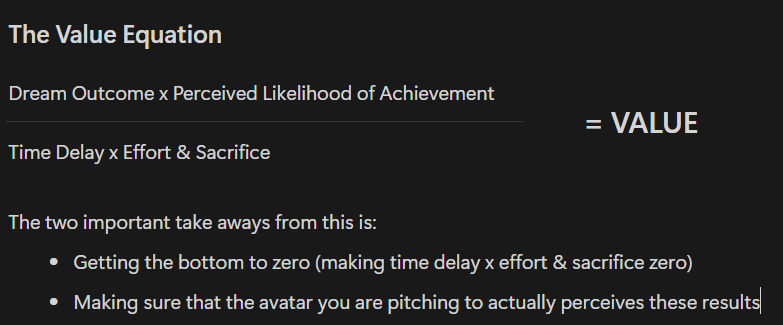 The Value Equation
Dream Outcome x Perceived Likelihood of Achievement
= VALUE
Time Delay x Effort & Sacrifice
The two important take aways from this is:
• Getting the bottom to zero (making time delay x effort & sacrifice zero)
• Making sure that the avatar you are pitching to actually perceives these results